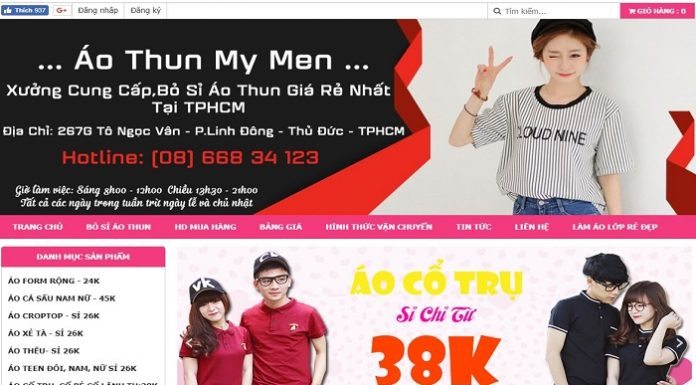 Thích 937
G+
Đăng nhập
Đăng ký
Tìm kiếm...
GIỎ HÀNG : 0
... Áo Thun My Men ...
Xưởng Cung Cấp,Bỏ Sỉ Áo Thun Giá Rẻ Nhất
Tại TPHCM
Địa Chỉ: 267G Tô Ngọc Vân - P.Linh Đông - Thủ Đức - TPHCM
Hotline: (08) 668 34 123
Giờ làm việc: Sáng 8h00 - 12h00 Chiều 13h30 - 21h00
Tất cả các ngày trong tuần trừ ngày lễ và chủ nhật
CLOUD NINE
TRANG CHỦ
BỎ SỈ ÁO THUN
HD MUA HÀNG
BẢNG GIÁ
HÌNH THỨC VẬN CHUYỂN
TIN TỨC
LIÊN HỆ
LÀM ÁO LỚP RẺ ĐẸP
DANH MỤC SẢN PHẨM
ÁO FORM RỘNG - 24K
ÁO CÁ SẤU NAM NỮ - 45K
ÁO CROPTOP - SỈ 26K
ÁO XẺ TÀ - SỈ 26K
ÁO THÊU- SỈ 26K
ÁO TEEN ĐÔI, NAM, NỮ SỈ 26K
VK
CK
ÁO CỔ TRỤ
Sỉ Chỉ Từ
38K